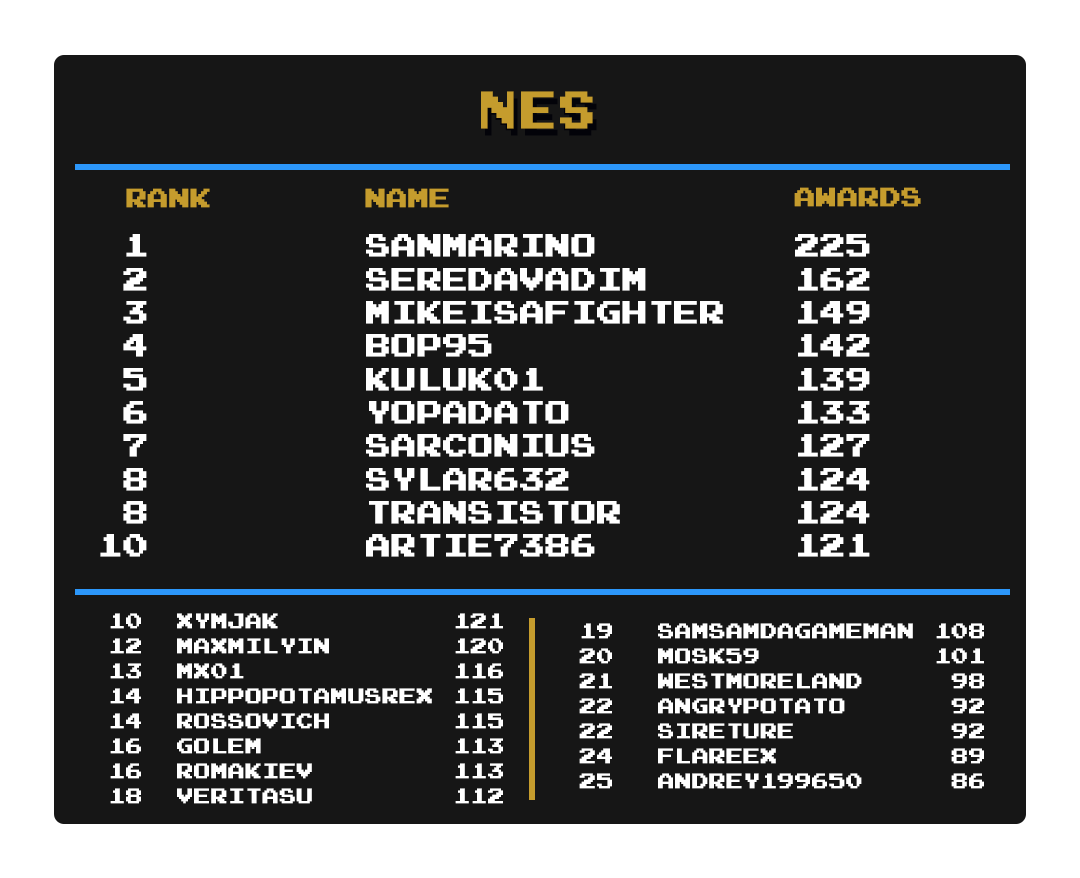 NES
RANK NAME AWARDS
1 SANMARINO 225
2 SEREDAVADIM 162
3 MIKEISAFIGHTER 149
4 BOP95 142
5 KULUK01 139
6 YOPADATO 133
7 SARCONIUS 127
8 SYLAR632 124
8 TRANSISTOR 124
10 ARTIE7386 121
10 XYMJAK 121
12 MAXMILYIN 120
13 MX01 116
14 HIPPOPOTAMUSREX 115
14 ROSSOVICH 115
16 GOLEM 113
16 ROMAKIEV 113
18 VERITASU 112
19 SAMSAMDAGAMEMAN 108
20 MOSK59 101
21 WESTMORELAND 98
22 ANGRYPOTATO 92
22 SIRETURE 92
24 FLAREEX 89
25 ANDREY199650 86